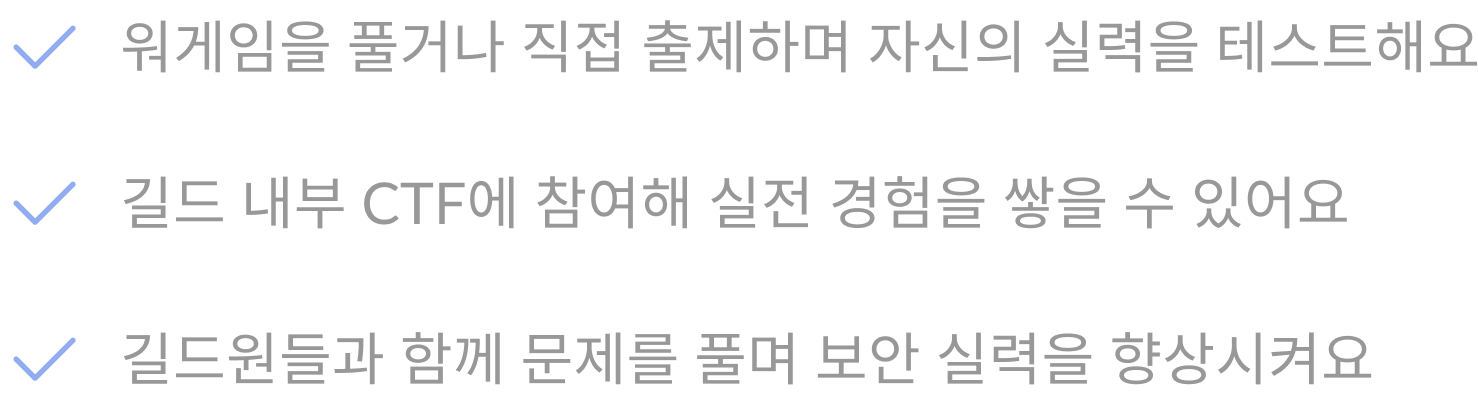 워게임을 풀거나 직접 출제하며 자신의 실력을 테스트해요
길드 내부 CTF에 참여해 실전 경험을 쌓을 수 있어요
길드원들과 함께 문제를 풀며 보안 실력을 향상시켜요